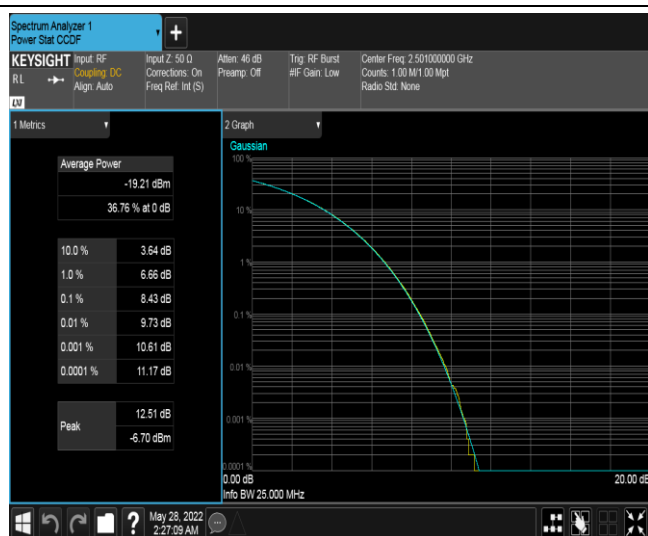 Spectrum Analyzer 1
Power Stat CCDF
+
KEYSIGHT
Input: RF
Input Z: 50 Ω
Atten: 46 dB
Trig: RF Burst
Center Freq: 2.501000000 GHz
RL
Coupling: DC
Corrections: On
Preamp: Off
#IF Gain: Low
Counts: 1.00 M/1.00 Mpt
Align: Auto
Freq Ref: Int (S)
Radio Std: None
LXI
1 Metrics
2 Graph
Gaussian
Average Power
-19.21 dBm
36.76 % at 0 dB
10.0 % 3.64 dB
1.0 % 6.66 dB
0.1 % 8.43 dB
0.01 % 9.73 dB
0.001 % 10.61 dB
0.0001 % 11.17 dB
Peak
12.51 dB
-6.70 dBm
100 %
10 %
1 %
0.1 %
0.01 %
0.001 %
0.0001 %
0.00 dB
20.00 dB
Info BW 25.000 MHz
?
May 28, 2022
2:27:09 AM